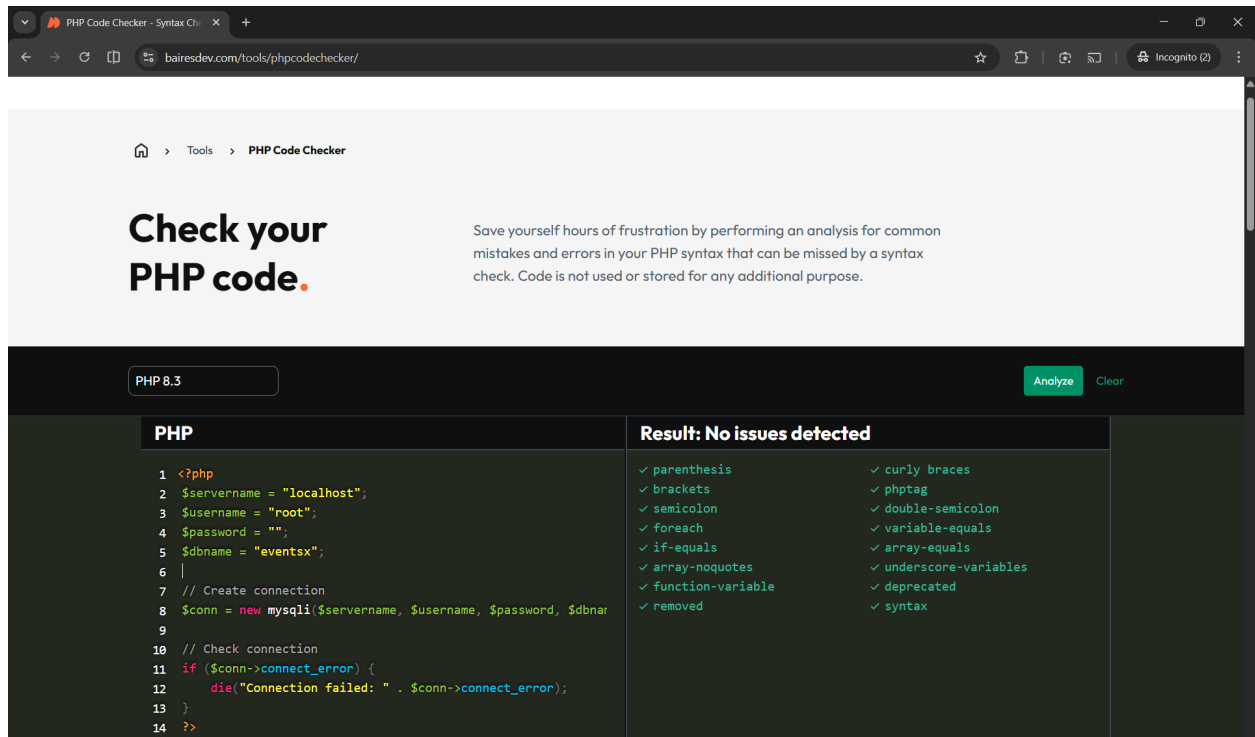 PHP Code Checker - Syntax Ch
bairesdev.com/tools/phpcodechecker/
Incognito (2)
Tools > PHP Code Checker
Check your
PHP code.
Save yourself hours of frustration by performing an analysis for common
mistakes and errors in your PHP syntax that can be missed by a syntax
check. Code is not used or stored for any additional purpose.
PHP 8.3
Analyze Clear
PHP
1 <?php
2 $servername = "localhost";
3 $username = "root";
4 $password = "";
5 $dbname = "eventsx";
6
7 // Create connection
8 $conn = new mysqli($servername, $username, $password, $dbnam
9
10 // Check connection
11 if ($conn->connect_error) {
12 die("Connection failed: " . $conn->connect_error);
13 }
14 ?>
Result: No issues detected
✓ parenthesis ✓ curly braces
✓ brackets ✓ phptag
✓ semicolon ✓ double-semicolon
✓ foreach ✓ variable-equals
✓ if-equals ✓ array-equals
✓ array-noquotes ✓ underscore-variables
✓ function-variable ✓ deprecated
✓ removed ✓ syntax